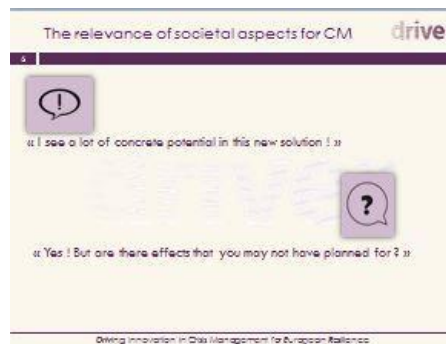 The relevance of societal aspects for CM
drive
!
« I see a lot of concrete potential in this new solution ! »
?
« Yes ! But are there effects that you may not have planned for ? »
Driving Innovation in Crisis Management for European Resilience